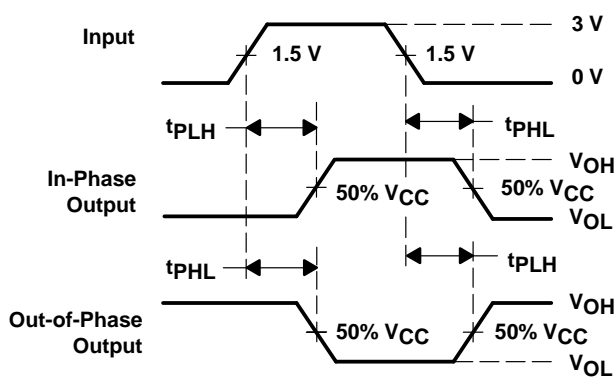 3 V
Input
1.5 V
1.5 V
0 V
tPLH
tPHL
VOH
In-Phase
Output
50% VCC
50% VCC
VOL
tPHL
tPLH
VOH
Out-of-Phase
Output
50% VCC
50% VCC
VOL